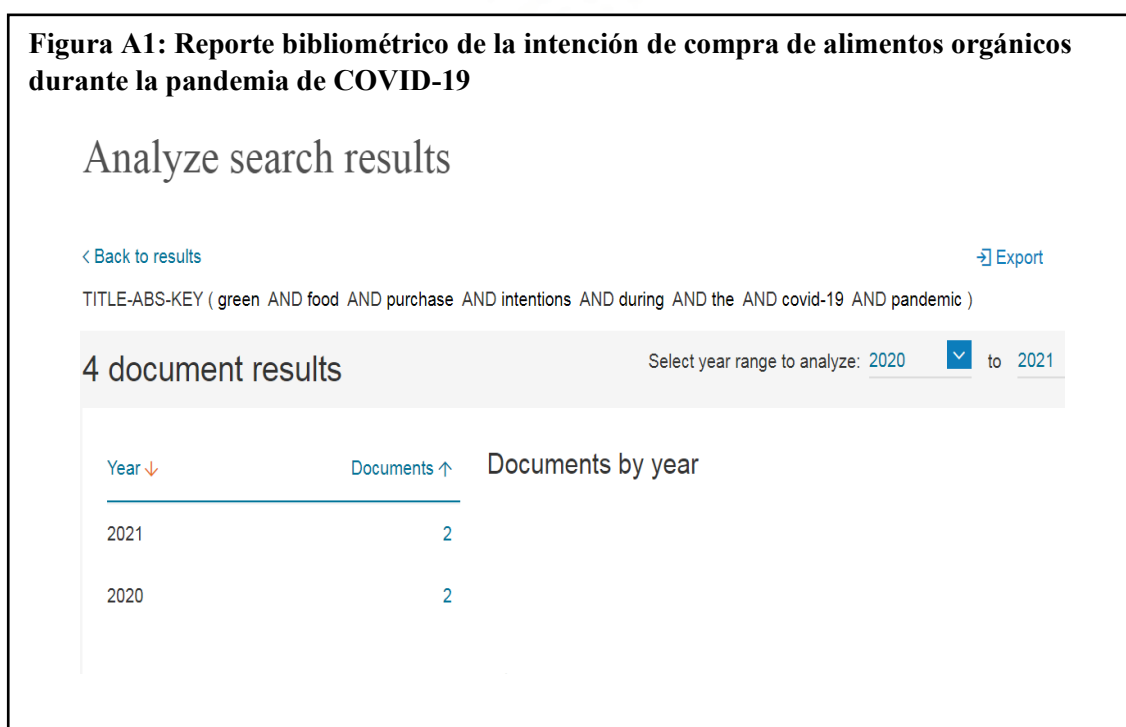 Figura A1: Reporte bibliométrico de la intención de compra de alimentos orgánicos
durante la pandemia de COVID-19
Analyze search results
< Back to results
Export
TITLE-ABS-KEY ( green AND food AND purchase AND intentions AND during AND the AND covid-19 AND pandemic )
4 document results
Select year range to analyze: 2020 to 2021
Year ↓ Documents ↑
Documents by year
2021 2
2020 2